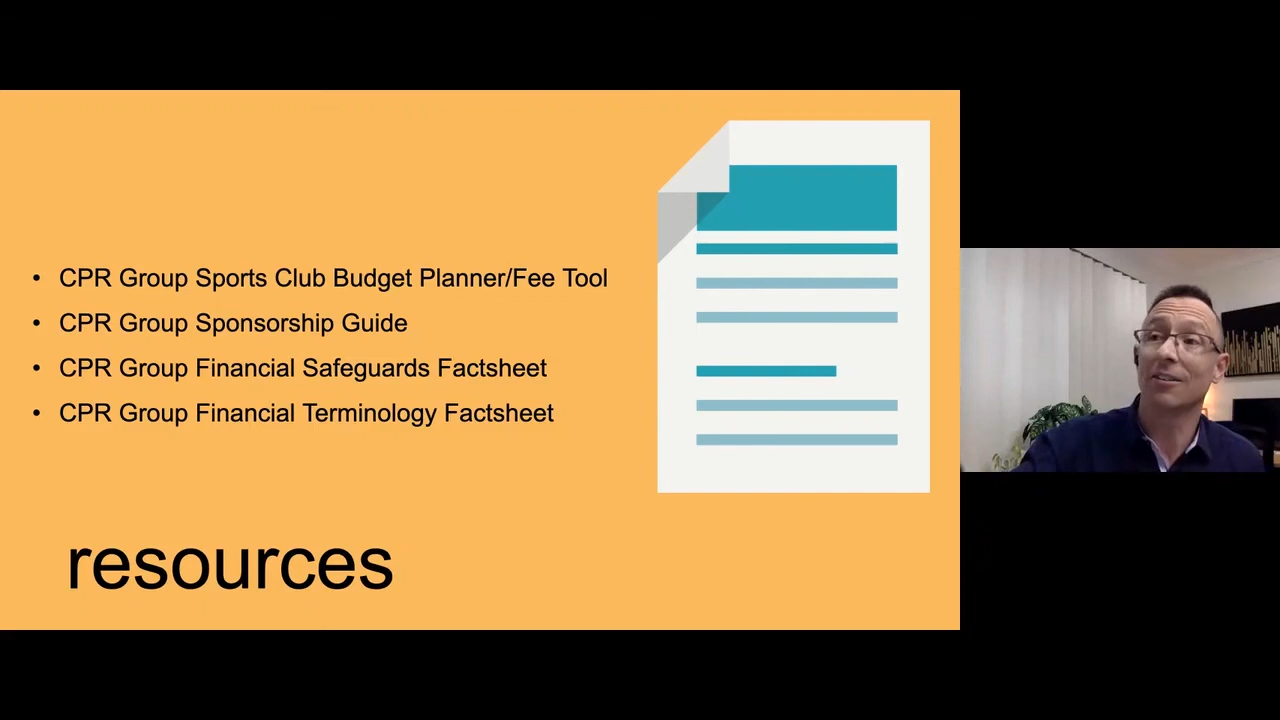 • CPR Group Sports Club Budget Planner/Fee Tool
• CPR Group Sponsorship Guide
• CPR Group Financial Safeguards Factsheet
• CPR Group Financial Terminology Factsheet
resources